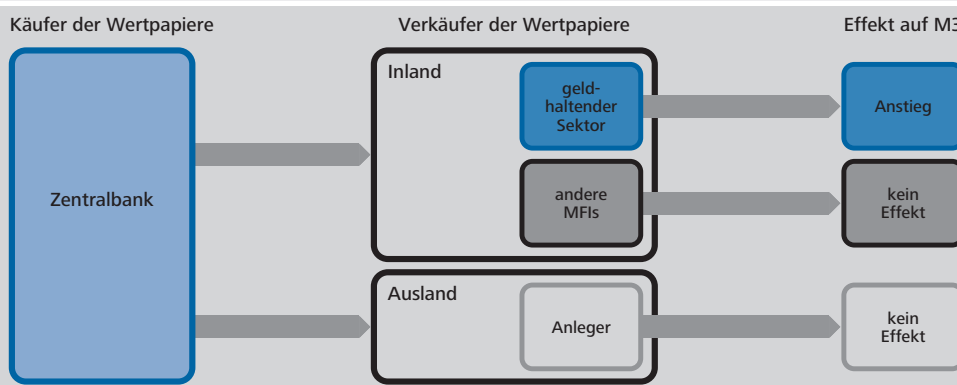 Käufer der Wertpapiere
Verkäufer der Wertpapiere
Effekt auf M3
Zentralbank
Inland
geld-
haltender
Sektor
Anstieg
andere
MFIs
kein
Effekt
Ausland
Anleger
kein
Effekt